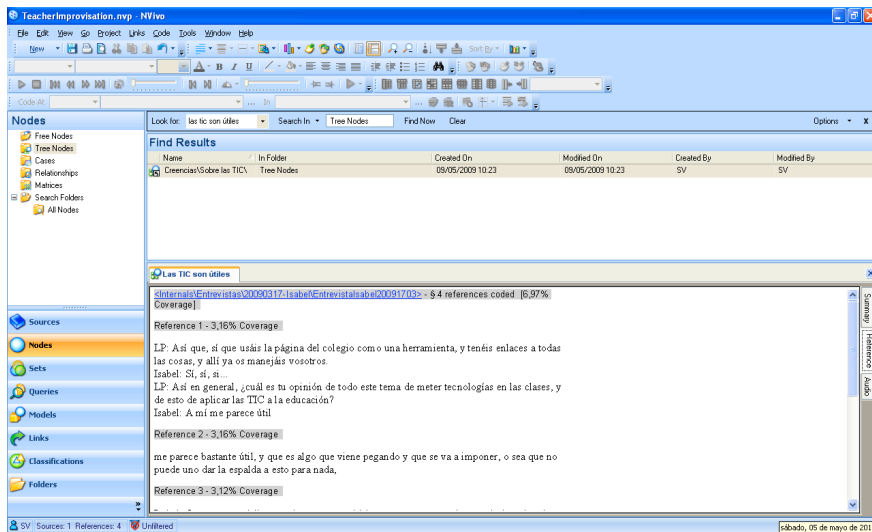 TeacherImprovisation.nvp - NVivo
File Edit View Go Project Links Code Tools Window Help
New Sort By
Code At In
Nodes
Look for: las tic son útiles Search In Tree Nodes Find Now Clear Options x
Free Nodes
Tree Nodes
Cases
Relationships
Matrices
Search Folders
All Nodes
Find Results
Name In Folder Created On Modified On Created By Modified By
Creencias\Sobre las TIC\ Tree Nodes 09/05/2009 10:23 09/05/2009 10:23 SV SV
Las TIC son útiles
<Internals\Entrevistas\20090317-Isabel\EntrevistaIsabel20091703> - § 4 references coded [6,97%
Coverage]
Reference 1 - 3,16% Coverage
LP: Así que, sí que usáis la página del colegio como una herramienta, y tenéis enlaces a todas
las cosas, y allí ya os manejáis vosotros.
Isabel: Sí, sí, si...
LP: Así en general, ¿cuál es tu opinión de todo este tema de meter tecnologías en las clases, y
de esto de aplicar las TIC a la educación?
Isabel: A mí me parece útil
Reference 2 - 3,16% Coverage
me parece bastante útil, y que es algo que viene pegando y que se va a imponer, o sea que no
puede uno dar la espalda a esto para nada,
Reference 3 - 3,12% Coverage
Summary
Reference
Audio
Sources
Nodes
Sets
Queries
Models
Links
Classifications
Folders
SV Sources: 1 References: 4 Unfiltered
sábado, 05 de mayo de 201